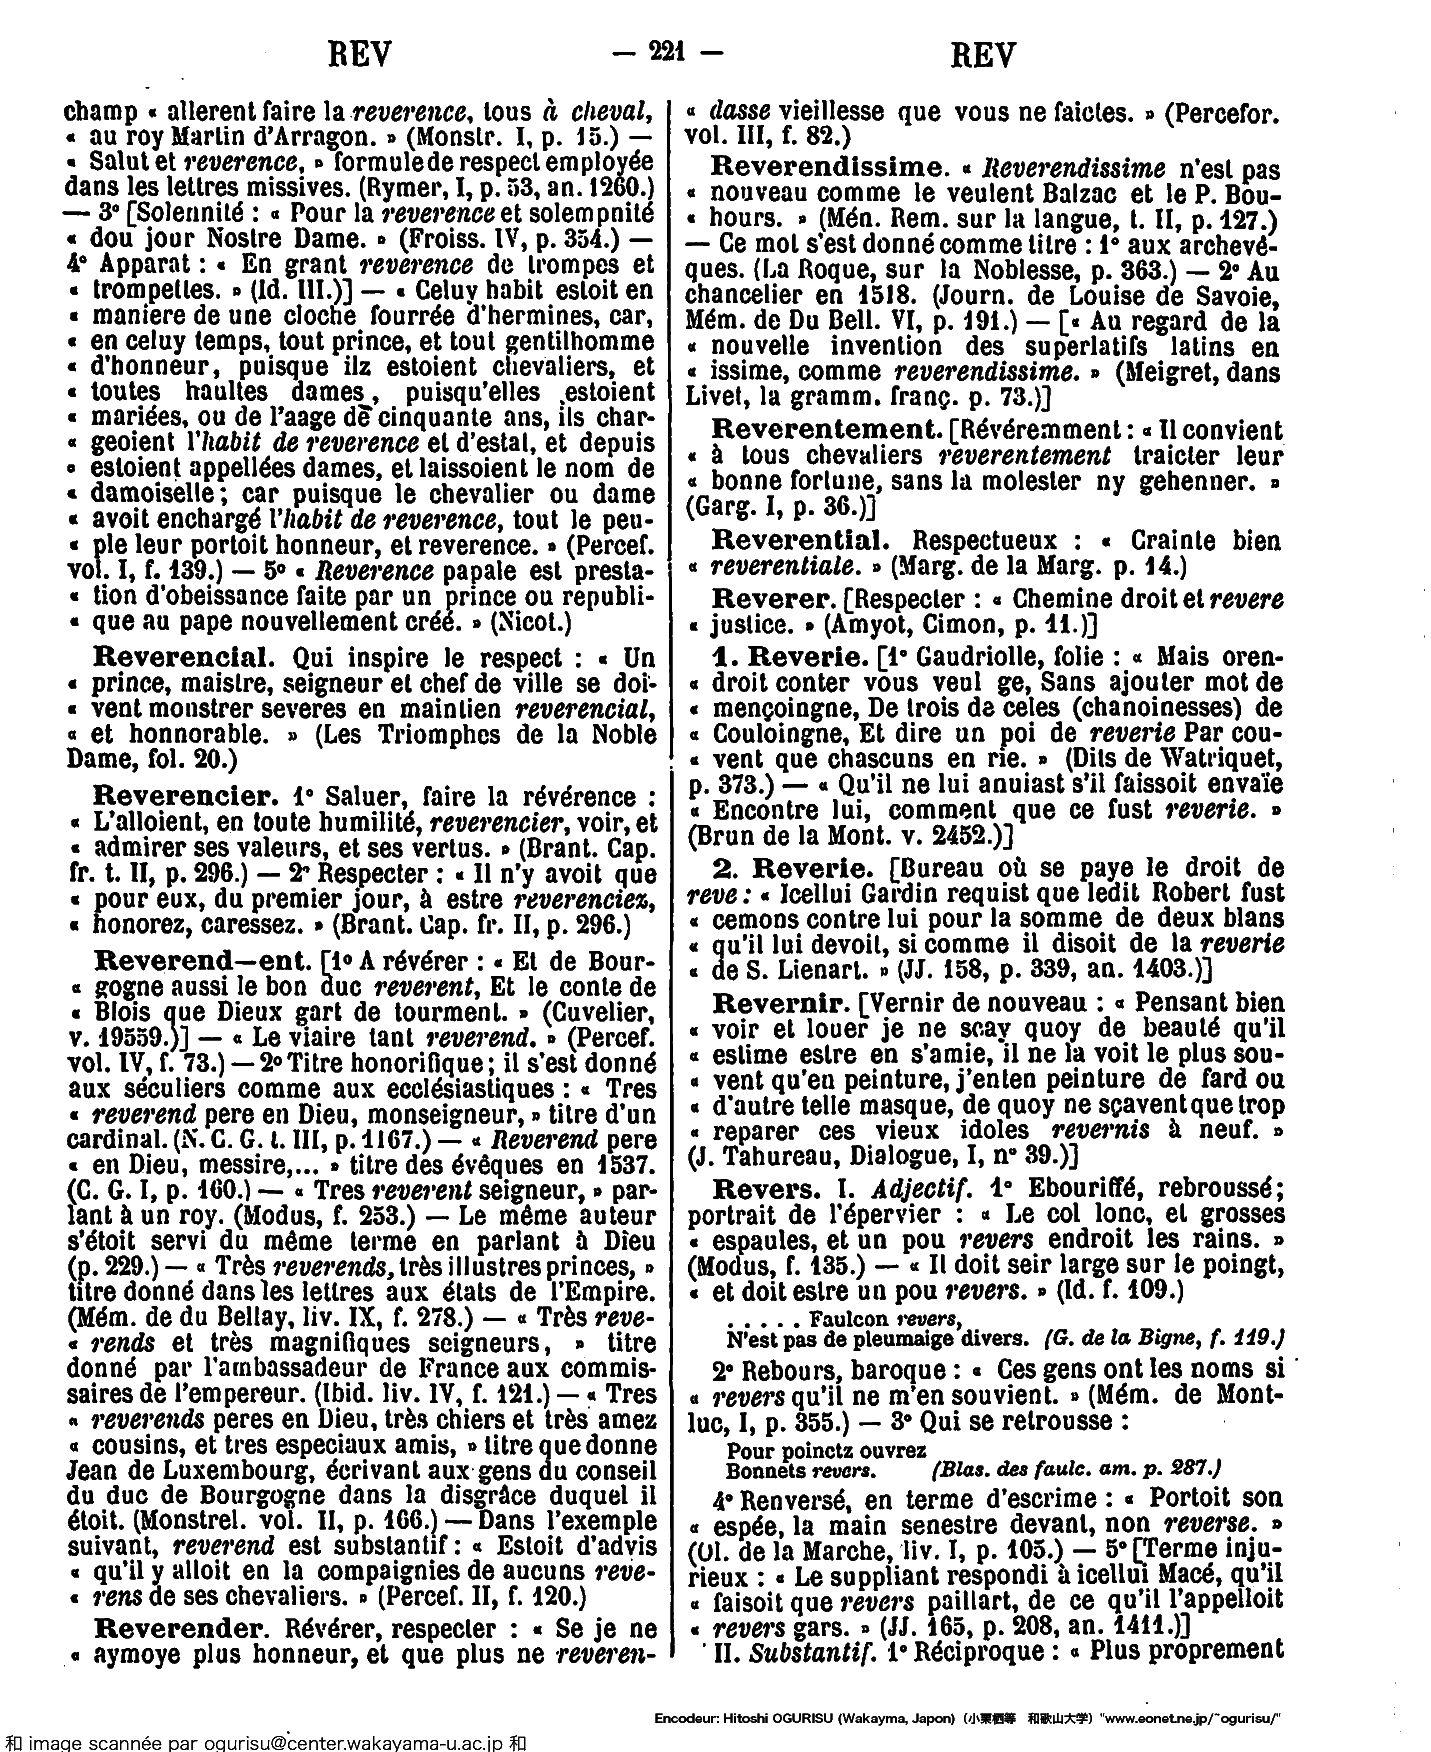 REV — 221 — REV
champ « allerent faire la reverence, tous à cheval,
« au roy Martin d'Arragon. » (Monstr. I, p. 15.) —
« Salut et reverence, » formule de respect employée
dans les lettres missives. (Rymer, I, p. 53, an. 1260.)
— 3° [Solennité : « Pour la reverence et solempnité
« dou jour Nostre Dame. » (Froiss. IV, p. 354.) —
4° Apparat : « En grant reverence de trompes et
« trompettes. » (Id. III.)] — « Celuy habit estoit en
« maniere de une cloche fourrée d'hermines, car,
« en celuy temps, tout prince, et tout gentilhomme
« d'honneur, puisque ilz estoient chevaliers, et
« toutes haultes dames, puisqu'elles estoient
« mariées, ou de l'aage de cinquante ans, ils char-
« geoient l'habit de reverence et d'estat, et depuis
« estoient appellées dames, et laissoient le nom de
« damoiselle ; car puisque le chevalier ou dame
« avoit enchargé l'habit de reverence, tout le peu-
« ple leur portoit honneur, et reverence. » (Percef.
vol. I, f. 139.) — 5° « Reverence papale est presta-
« tion d'obeissance faite par un prince ou republi-
« que au pape nouvellement créé. » (Nicot.)
Reverencial. Qui inspire le respect : « Un
« prince, maistre, seigneur et chef de ville se doi-
« vent monstrer severes en maintien reverencial,
« et honnorable. » (Les Triomphes de la Noble
Dame, fol. 20.)
Reverencier. 1° Saluer, faire la révérence :
« L'alloient, en toute humilité, reverencier, voir, et
« admirer ses valeurs, et ses vertus. » (Brant. Cap.
fr. t. II, p. 296.) — 2° Respecter : « Il n'y avoit que
« pour eux, du premier jour, à estre reverenciez,
« honorez, caressez. » (Brant. Cap. fr. II, p. 296.)
Reverend—ent. [1° A révérer : « Et de Bour-
« gogne aussi le bon duc reverent, Et le conte de
« Blois que Dieux gart de tourment. » (Cuvelier,
v. 19559.)] — « Le viaire tant reverend. » (Percef.
vol. IV, f. 73.) — 2° Titre honorifique ; il s'est donné
aux séculiers comme aux ecclésiastiques : « Tres
« reverend pere en Dieu, monseigneur, » titre d'un
cardinal. (N. C. G. t. III, p. 1167.) — « Reverend pere
« en Dieu, messire,... » titre des évêques en 1537.
(C. G. I, p. 160.) — « Tres reverent seigneur, » par-
lant à un roy. (Modus, f. 253.) — Le même auteur
s'étoit servi du même terme en parlant à Dieu
(p. 229.) — « Très reverends, très illustres princes, »
titre donné dans les lettres aux états de l'Empire.
(Mém. de du Bellay, liv. IX, f. 278.) — « Très reve-
« rends et très magnifiques seigneurs, » titre
donné par l'ambassadeur de France aux commis-
saires de l'empereur. (Ibid. liv. IV, f. 121.) — « Tres
« reverends peres en Dieu, très chiers et très amez
« cousins, et tres especiaux amis, » titre que donne
Jean de Luxembourg, écrivant aux gens du conseil
du duc de Bourgogne dans la disgrâce duquel il
étoit. (Monstrel. vol. II, p. 166.) — Dans l'exemple
suivant, reverend est substantif : « Estoit d'advis
« qu'il y alloit en la compaignies de aucuns reve-
« rens de ses chevaliers. » (Percef. II, f. 120.)
Reverender. Révérer, respecter : « Se je ne
« aymoye plus honneur, et que plus ne reveren-
« dasse vieillesse que vous ne faictes. » (Percefor.
vol. III, f. 82.)
Reverendissime. « Reverendissime n'est pas
« nouveau comme le veulent Balzac et le P. Bou-
« hours. » (Mén. Rem. sur la langue, t. II, p. 127.)
— Ce mot s'est donné comme titre : 1° aux archevê-
ques. (La Roque, sur la Noblesse, p. 363.) — 2° Au
chancelier en 1518. (Journ. de Louise de Savoie,
Mém. de Du Bell. VI, p. 191.) — [« Au regard de la
« nouvelle invention des superlatifs latins en
« issime, comme reverendissime. » (Meigret, dans
Livet, la gramm. franç. p. 73.)]
Reverentement. [Révéremment : « Il convient
« à tous chevaliers reverentement traicter leur
« bonne fortune, sans la molester ny gehenner. »
(Garg. I, p. 36.)]
Reverential. Respectueux : « Crainte bien
« reverentiale. » (Marg. de la Marg. p. 14.)
Reverer. [Respecter : « Chemine droit et revere
« justice. » (Amyot, Cimon, p. 11.)]
1. Reverie. [1° Gaudriolle, folie : « Mais oren-
« droit conter vous veul ge, Sans ajouter mot de
« mençoingne, De trois de celes (chanoinesses) de
« Couloingne, Et dire un poi de reverie Par cou-
« vent que chascuns en rie. » (Dits de Watriquet,
p. 373.) — « Qu'il ne lui anuiast s'il faissoit envaïe
« Encontre lui, comment que ce fust reverie. »
(Brun de la Mont. v. 2452.)]
2. Reverie. [Bureau où se paye le droit de
reve : « Icellui Gardin requist que ledit Robert fust
« cemons contre lui pour la somme de deux blans
« qu'il lui devoit, si comme il disoit de la reverie
« de S. Lienart. » (JJ. 158, p. 339, an. 1403.)]
Revernir. [Vernir de nouveau : « Pensant bien
« voir et louer je ne scay quoy de beauté qu'il
« estime estre en s'amie, il ne la voit le plus sou-
« vent qu'en peinture, j'enten peinture de fard ou
« d'autre telle masque, de quoy ne sçavent que trop
« reparer ces vieux idoles revernis à neuf. »
(J. Tahureau, Dialogue, I, n° 39.)]
Revers. I. Adjectif. 1° Ebouriffé, rebroussé ;
portrait de l'épervier : « Le col lonc, et grosses
« espaules, et un pou revers endroit les rains. »
(Modus, f. 135.) — « Il doit seir large sur le poingt,
« et doit estre un pou revers. » (Id. f. 109.)
. . . . . Faulcon revers,
N'est pas de pleumaige divers. (G. de la Bigne, f. 119.)
2° Rebours, baroque : « Ces gens ont les noms si
« revers qu'il ne m'en souvient. » (Mém. de Mont-
luc, I, p. 355.) — 3° Qui se retrousse :
Pour poinctz ouvrez
Bonnets revers. (Blas. des faulc. am. p. 287.)
4° Renversé, en terme d'escrime : « Portoit son
« espée, la main senestre devant, non reverse. »
(Ol. de la Marche, liv. I, p. 105.) — 5° [Terme inju-
rieux : « Le suppliant respondi à icellui Macé, qu'il
« faisoit que revers paillart, de ce qu'il l'appelloit
« revers gars. » (JJ. 165, p. 208, an. 1411.)]
II. Substantif. 1° Réciproque : « Plus proprement
Encodeur: Hitoshi OGURISU (Wakayma, Japon) (小栗栖等 和歌山大学) "www.eonet.ne.jp/~ogurisu/"
和 image scannée par ogurisu@center.wakayama-u.ac.jp 和